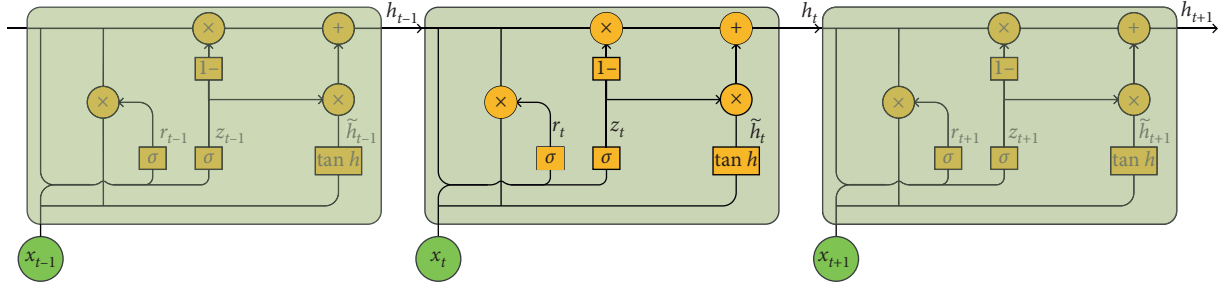 h_{t–1} h_t h_{t+1}
× + × + × +
1– 1– 1–
× × × × × ×
r_{t–1} z_{t–1} h̃_{t–1} r_t z_t h̃_t r_{t+1} z_{t+1} h̃_{t+1}
σ σ tan h σ σ tan h σ σ tan h
x_{t–1} x_t x_{t+1}